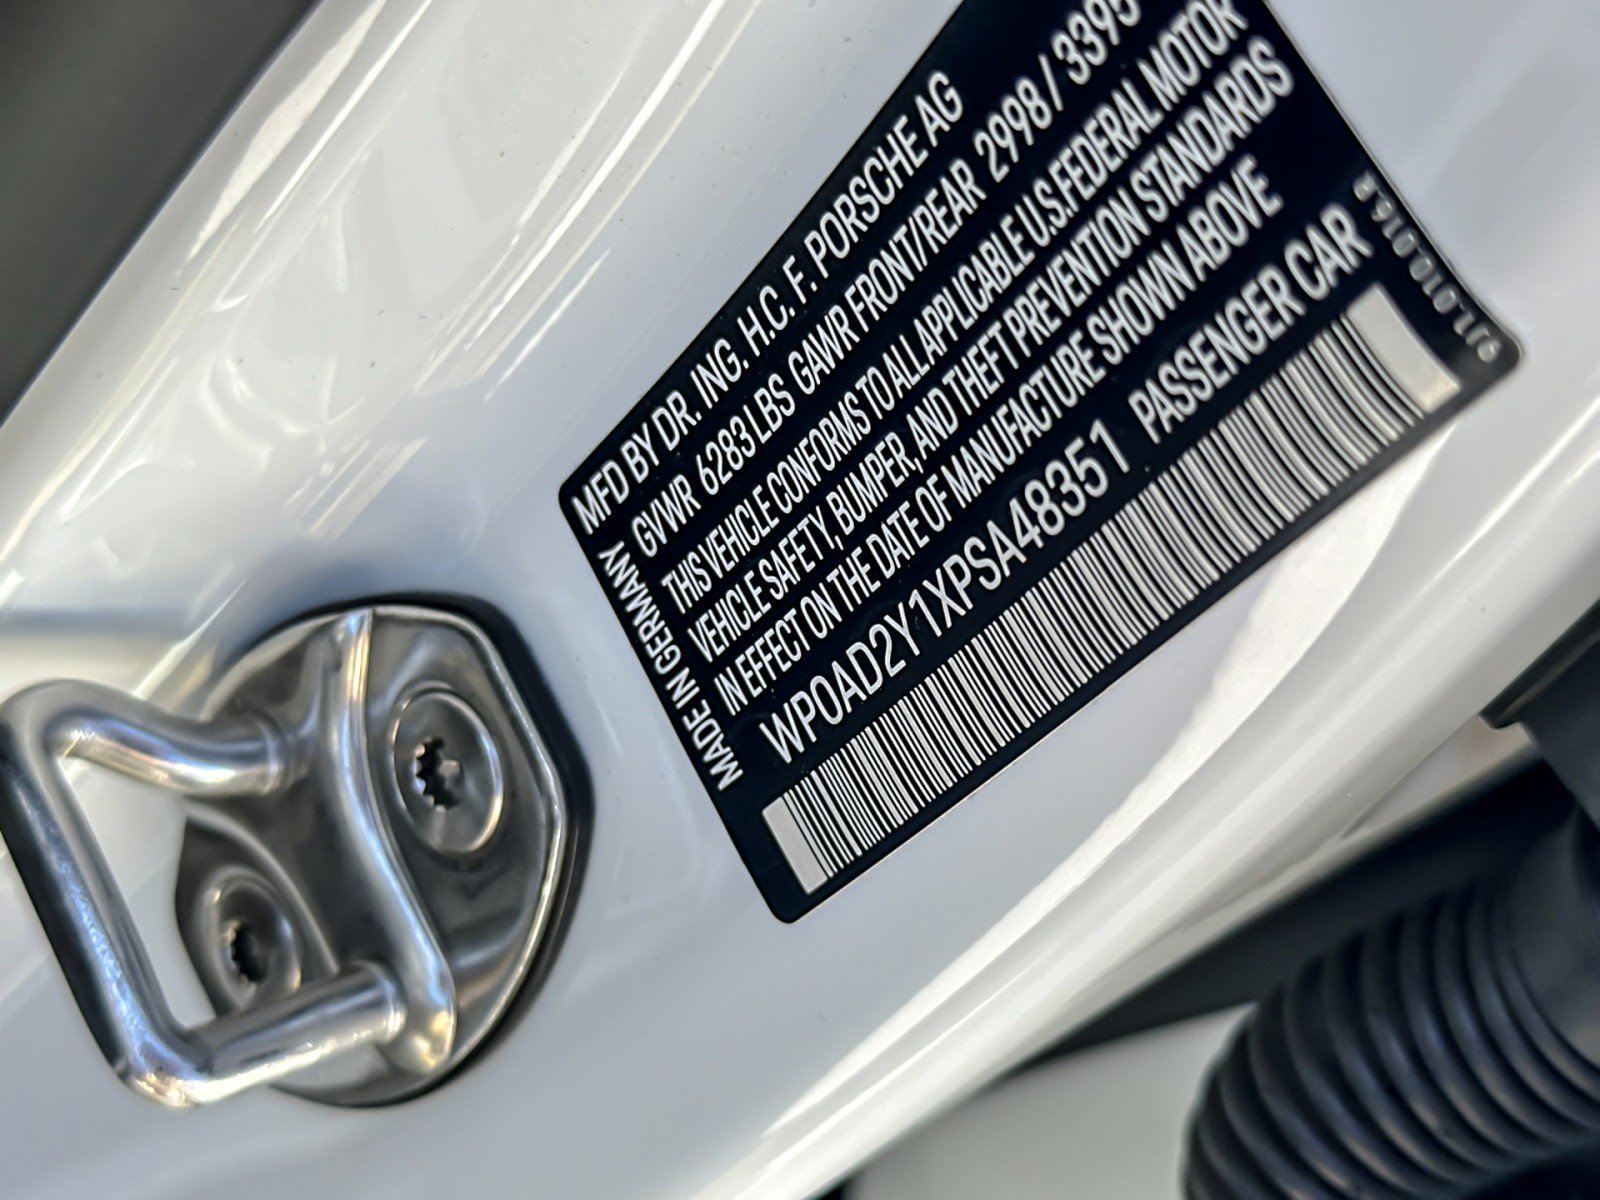 MFD BY DR. ING. H.C. F. PORSCHE AG
GVWR 6283 LBS GAWR FRONT/REAR 2998 / 3395
THIS VEHICLE CONFORMS TO ALL APPLICABLE U.S.FEDERAL MOTOR
VEHICLE SAFETY, BUMPER, AND THEFT PREVENTION STANDARDS
IN EFFECT ON THE DATE OF MANUFACTURE SHOWN ABOVE
WP0AD2Y1XPSA48351 PASSENGER CAR
MADE IN GERMANY